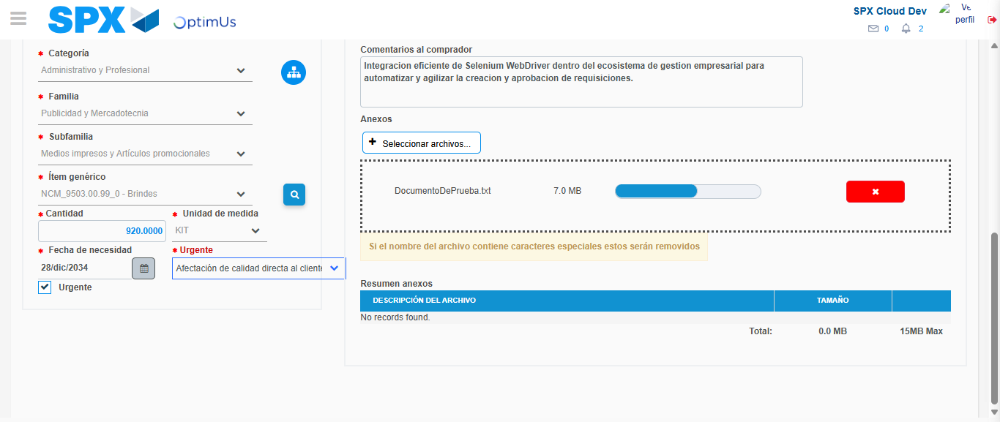 SPX
OptimUs
SPX Cloud Dev
0
2
Ve
perfil
* Categoría
Administrativo y Profesional
* Familia
Publicidad y Mercadotecnia
* Subfamilia
Medios impresos y Artículos promocionales
* Ítem genérico
NCM_9503.00.99_0 - Brindes
* Cantidad
* Unidad de medida
920.0000
KIT
* Fecha de necesidad
* Urgente
28/dic/2034
Afectación de calidad directa al cliente
Urgente
Comentarios al comprador
Integracion eficiente de Selenium WebDriver dentro del ecosistema de gestion empresarial para
automatizar y agilizar la creacion y aprobacion de requisiciones.
Anexos
+ Seleccionar archivos...
DocumentoDePrueba.txt
7.0 MB
Si el nombre del archivo contiene caracteres especiales estos serán removidos
Resumen anexos
DESCRIPCIÓN DEL ARCHIVO
TAMAÑO
No records found.
Total:
0.0 MB
15MB Max